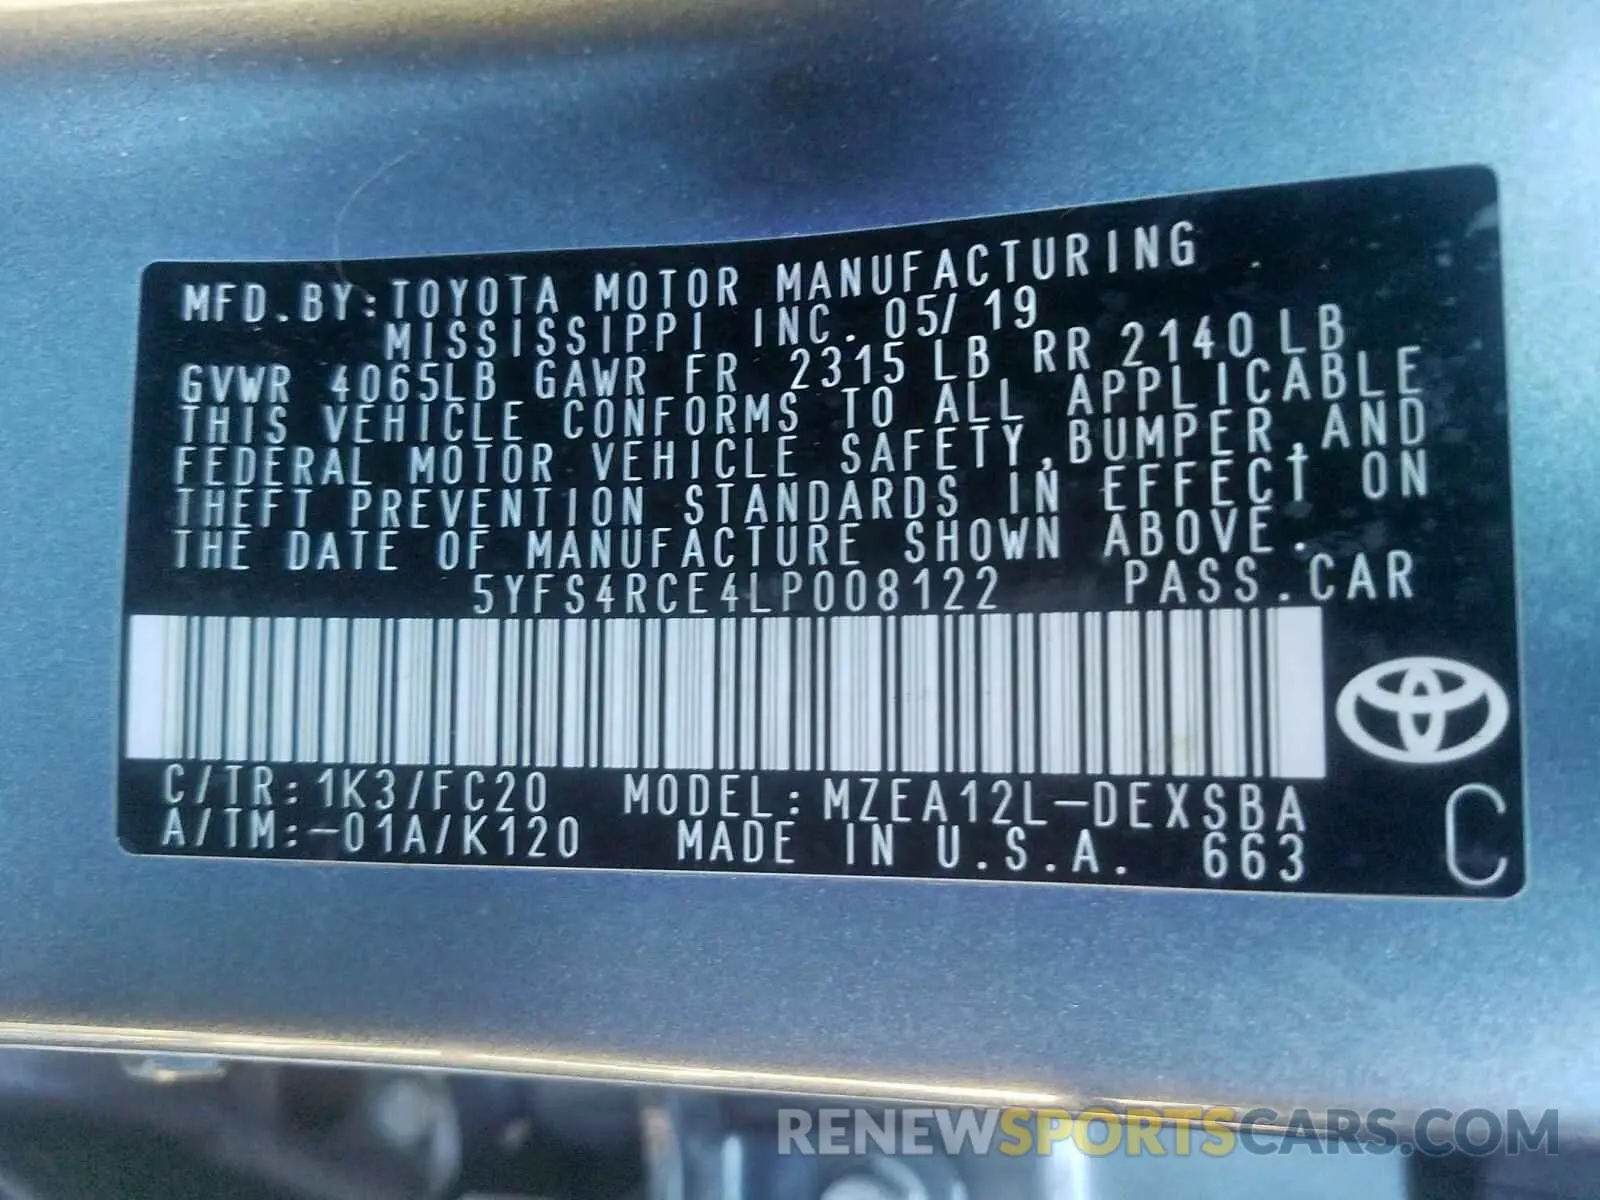 MFD.BY:TOYOTA MOTOR MANUFACTURING
MISSISSIPPI INC. 05/19
GVWR 4065LB GAWR FR 2315 LB RR 2140 LB
THIS VEHICLE CONFORMS TO ALL APPLICABLE
FEDERAL MOTOR VEHICLE SAFETY, BUMPER, AND
THEFT PREVENTION STANDARDS IN EFFECT ON
THE DATE OF MANUFACTURE SHOWN ABOVE.
5YFS4RCE4LP008122 PASS.CAR
C/TR:1K3/FC20 MODEL:MZEA12L-DEXSBA
A/TM:-01A/K120 MADE IN U.S.A. 663 C
RENEWSPORTSCARS.COM